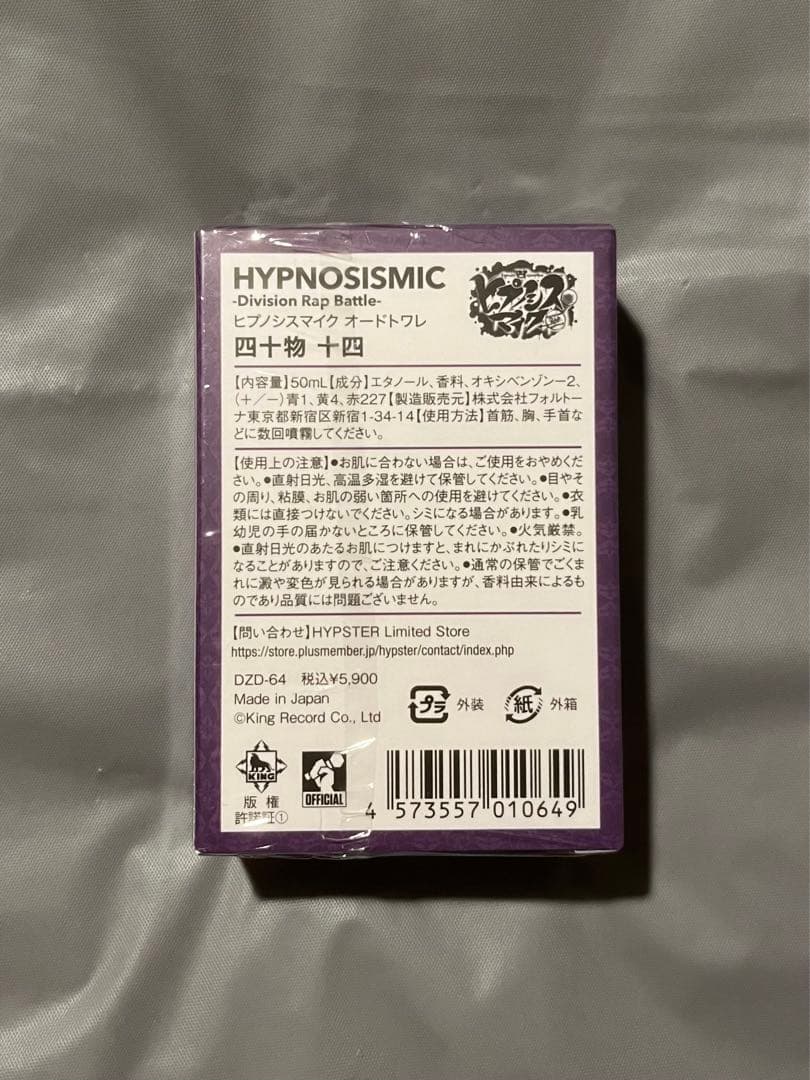 HYPNOSISMIC
-Division Rap Battle-
ヒプノシスマイク オードトワレ
四十物 十四
ヒプノシス
マイク
【内容量】50mL【成分】エタノール、香料、オキシベンゾン−2、
(+/−)青1、黄4、赤227【製造販売元】株式会社フォルトゥー
ナ東京都新宿区新宿1-34-14【使用方法】首筋、胸、手首な
どに数回噴霧してください。
【使用上の注意】●お肌に合わない場合は、ご使用をおやめくだ
さい。●直射日光、高温多湿を避けて保管してください。●目やそ
の周り、粘膜、お肌の弱い箇所への使用を避けてください。●衣
類には直接つけないでください。シミになる場合があります。●乳
幼児の手の届かないところに保管してください。●火気厳禁。
●直射日光のあたるお肌につけますと、まれにかぶれたりシミに
なることがありますので、ご注意ください。●通常の保管でごくま
れに澱や変色が見られる場合がありますが、香料由来によるも
のであり品質には問題ございません。
【問い合わせ】HYPSTER Limited Store
https://store.plusmember.jp/hypster/contact/index.php
DZD-64 税込¥5,900
Made in Japan
©King Record Co., Ltd
プラ 外装
紙 外箱
KING
版権
許諾証①
OFFICIAL
4 573557 010649